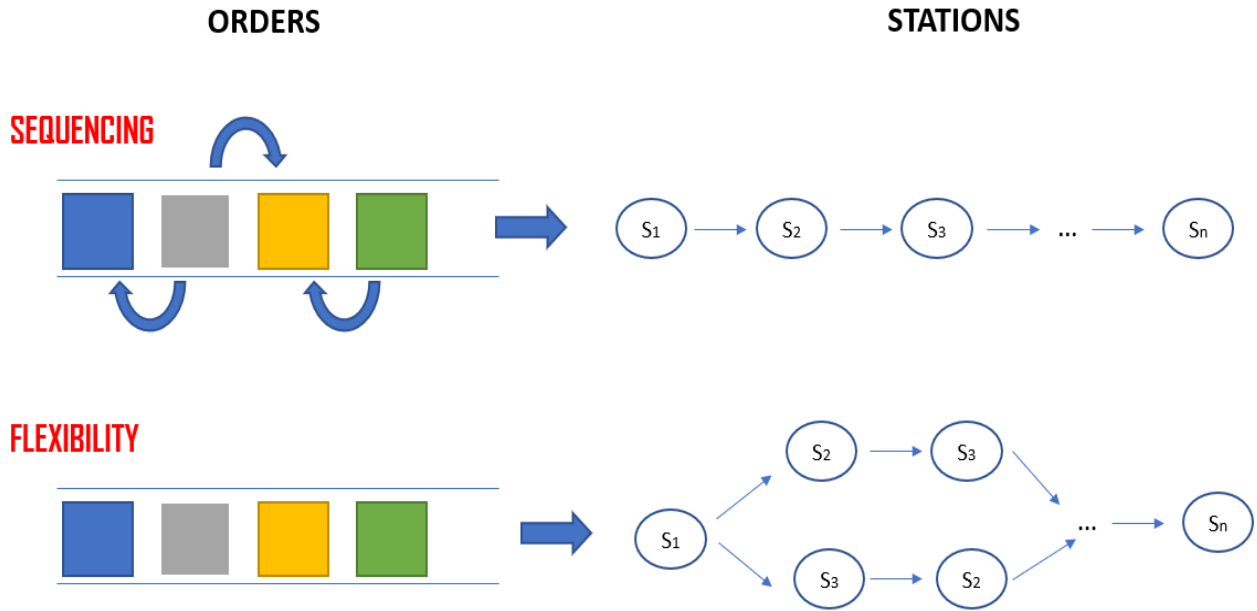 ORDERS
STATIONS
SEQUENCING
S1
S2
S3
...
Sn
FLEXIBILITY
S2
S3
S1
...
Sn
S3
S2